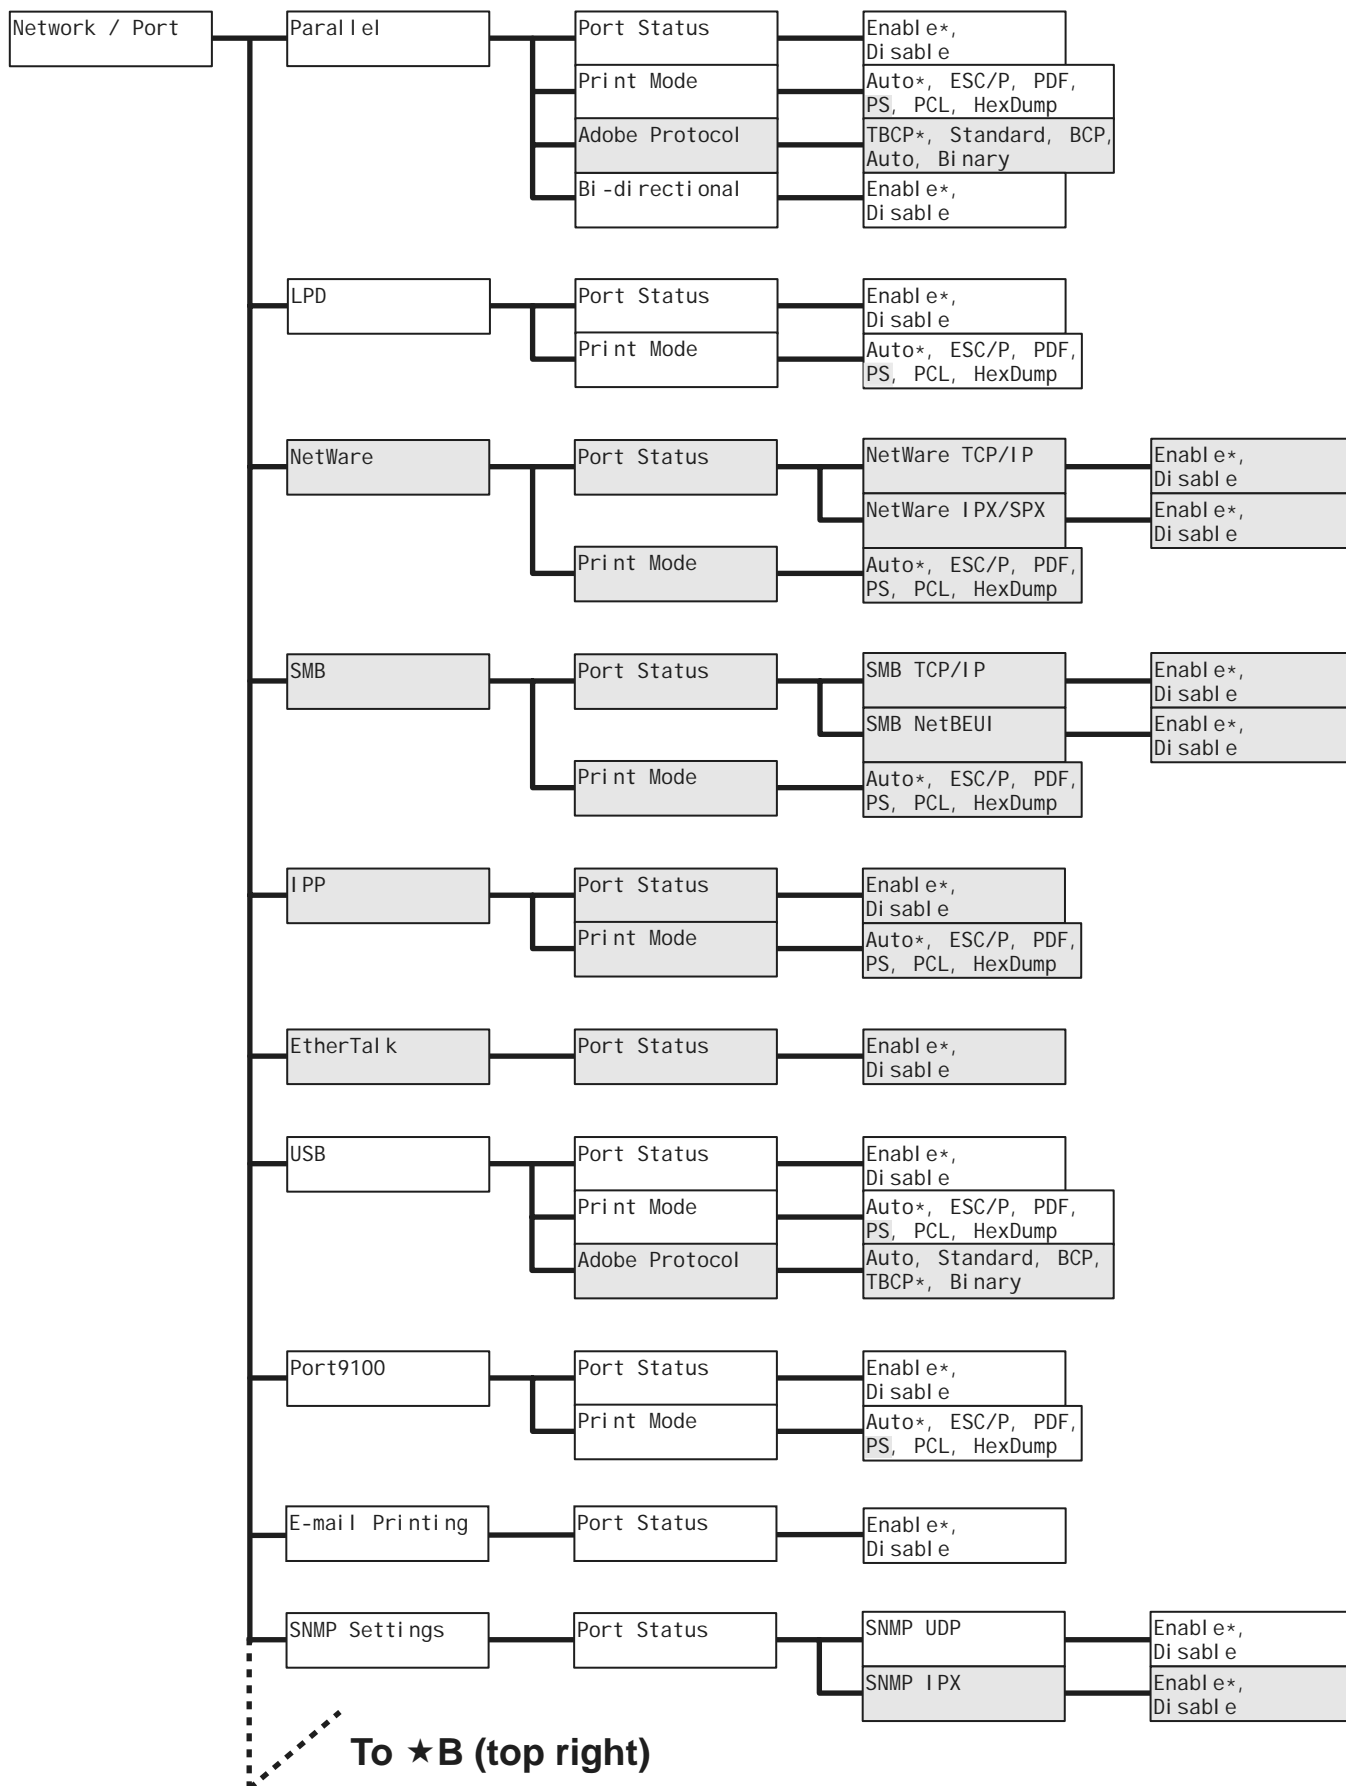 Network / Port
Parallel
Port Status
Enable*,
Disable
Print Mode
Auto*, ESC/P, PDF,
PS, PCL, HexDump
Adobe Protocol
TBCP*, Standard, BCP,
Auto, Binary
Bi-directional
Enable*,
Disable
LPD
Port Status
Enable*,
Disable
Print Mode
Auto*, ESC/P, PDF,
PS, PCL, HexDump
NetWare
Port Status
NetWare TCP/IP
Enable*,
Disable
NetWare IPX/SPX
Enable*,
Disable
Print Mode
Auto*, ESC/P, PDF,
PS, PCL, HexDump
SMB
Port Status
SMB TCP/IP
Enable*,
Disable
SMB NetBEUI
Enable*,
Disable
Print Mode
Auto*, ESC/P, PDF,
PS, PCL, HexDump
IPP
Port Status
Enable*,
Disable
Print Mode
Auto*, ESC/P, PDF,
PS, PCL, HexDump
EtherTalk
Port Status
Enable*,
Disable
USB
Port Status
Enable*,
Disable
Print Mode
Auto*, ESC/P, PDF,
PS, PCL, HexDump
Adobe Protocol
Auto, Standard, BCP,
TBCP*, Binary
Port9100
Port Status
Enable*,
Disable
Print Mode
Auto*, ESC/P, PDF,
PS, PCL, HexDump
E-mail Printing
Port Status
Enable*,
Disable
SNMP Settings
Port Status
SNMP UDP
Enable*,
Disable
SNMP IPX
Enable*,
Disable
To ★B (top right)